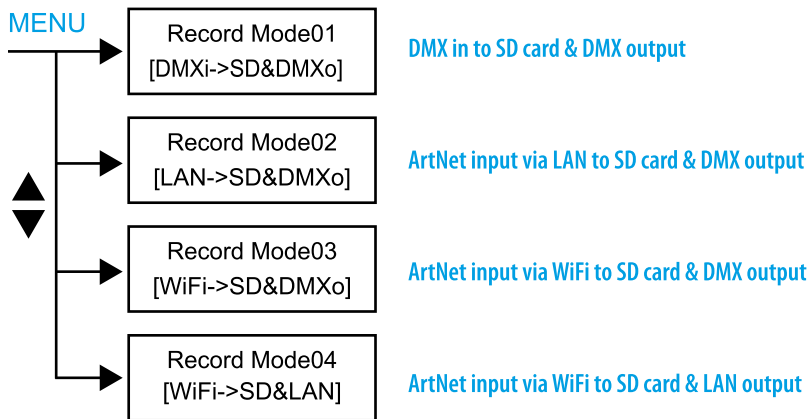 MENU
Record Mode01
[DMXi->SD&DMXo]
DMX in to SD card & DMX output
Record Mode02
[LAN->SD&DMXo]
ArtNet input via LAN to SD card & DMX output
Record Mode03
[WiFi->SD&DMXo]
ArtNet input via WiFi to SD card & DMX output
Record Mode04
[WiFi->SD&LAN]
ArtNet input via WiFi to SD card & LAN output